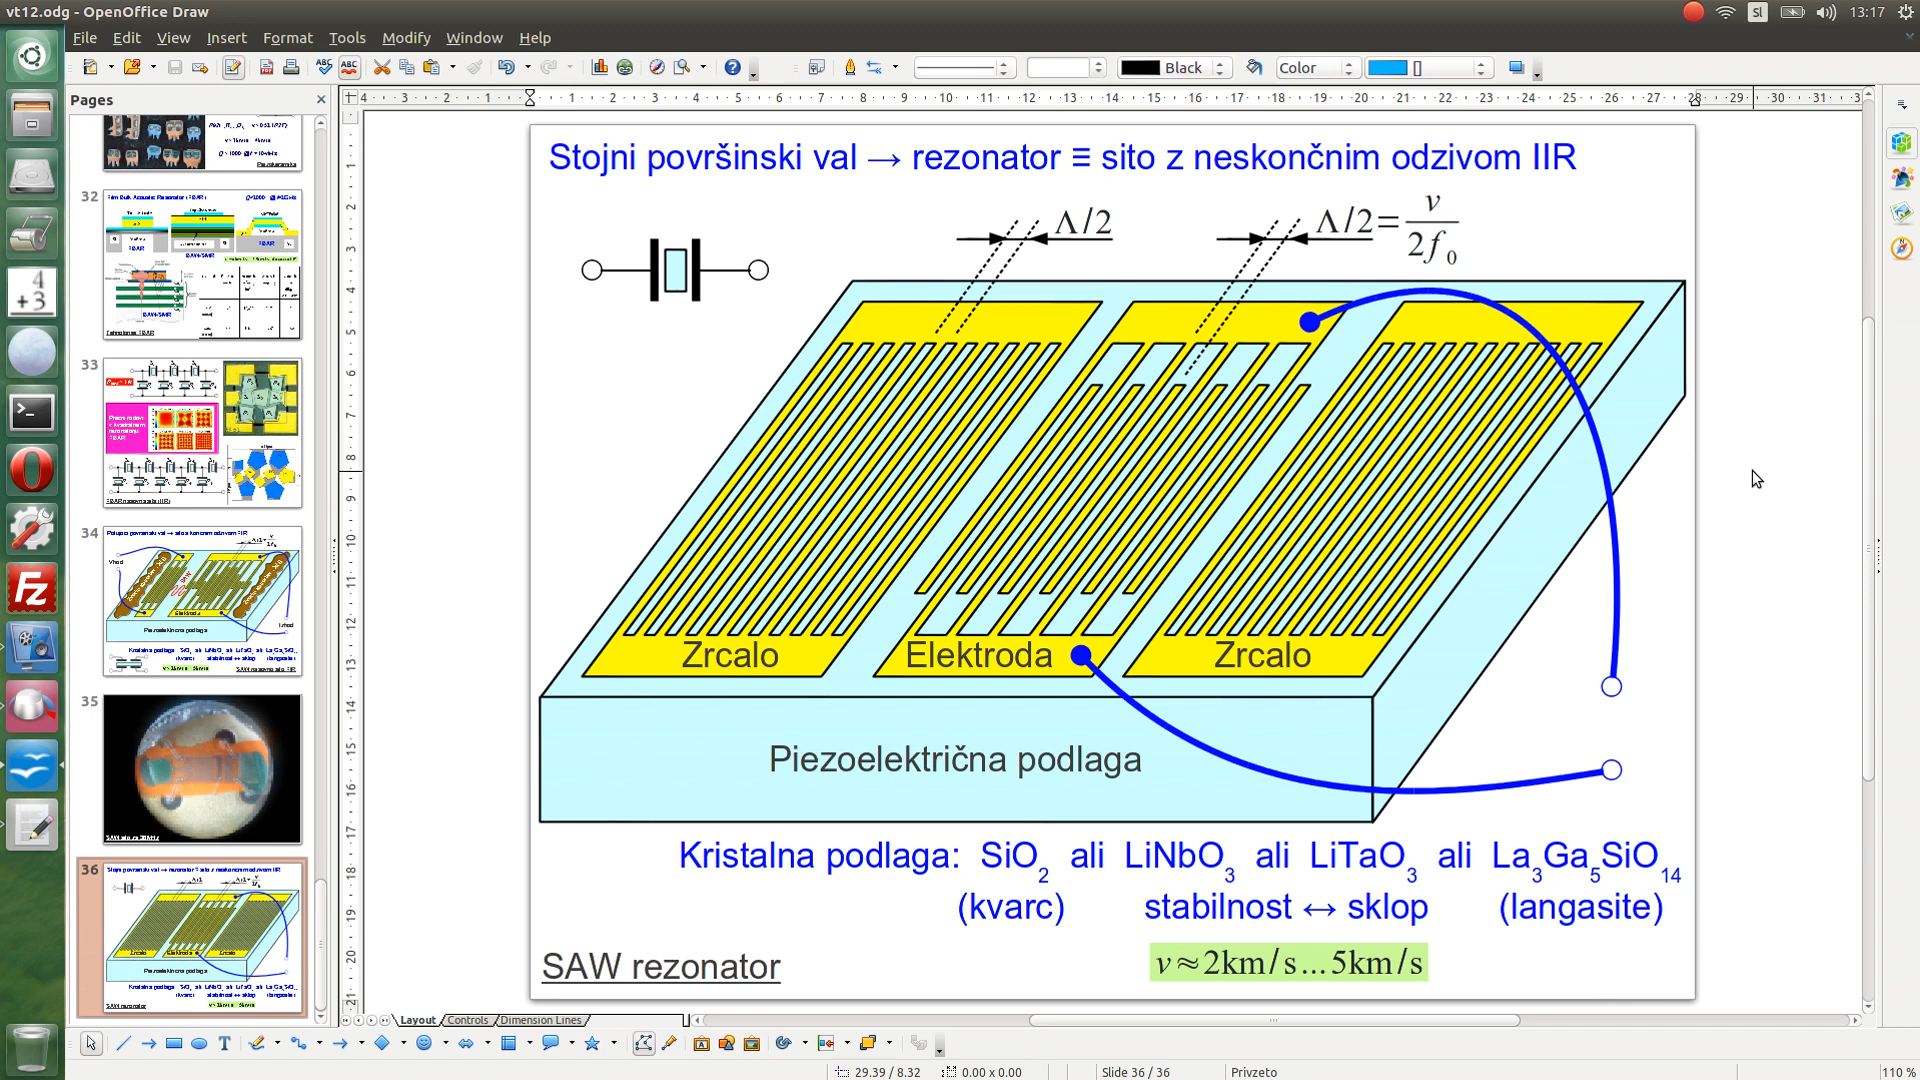 vt12.odg - OpenOffice Draw
Sl
13:17
File Edit View Insert Format Tools Modify Window Help
Black
Color
Pages
32
33
34
35
36
Stojni površinski val → rezonator ≡ sito z neskončnim odzivom IIR
Λ/2
Λ/2= v / 2f0
Zrcalo
Elektroda
Zrcalo
Piezoelektrična podlaga
Kristalna podlaga: SiO2 ali LiNbO3 ali LiTaO3 ali La3Ga5SiO14
(kvarc) stabilnost ↔ sklop (langasite)
SAW rezonator
v≈2km/s...5km/s
Layout Controls Dimension Lines
29.39 / 8.32
0.00 x 0.00
Slide 36 / 36
Privzeto
110 %